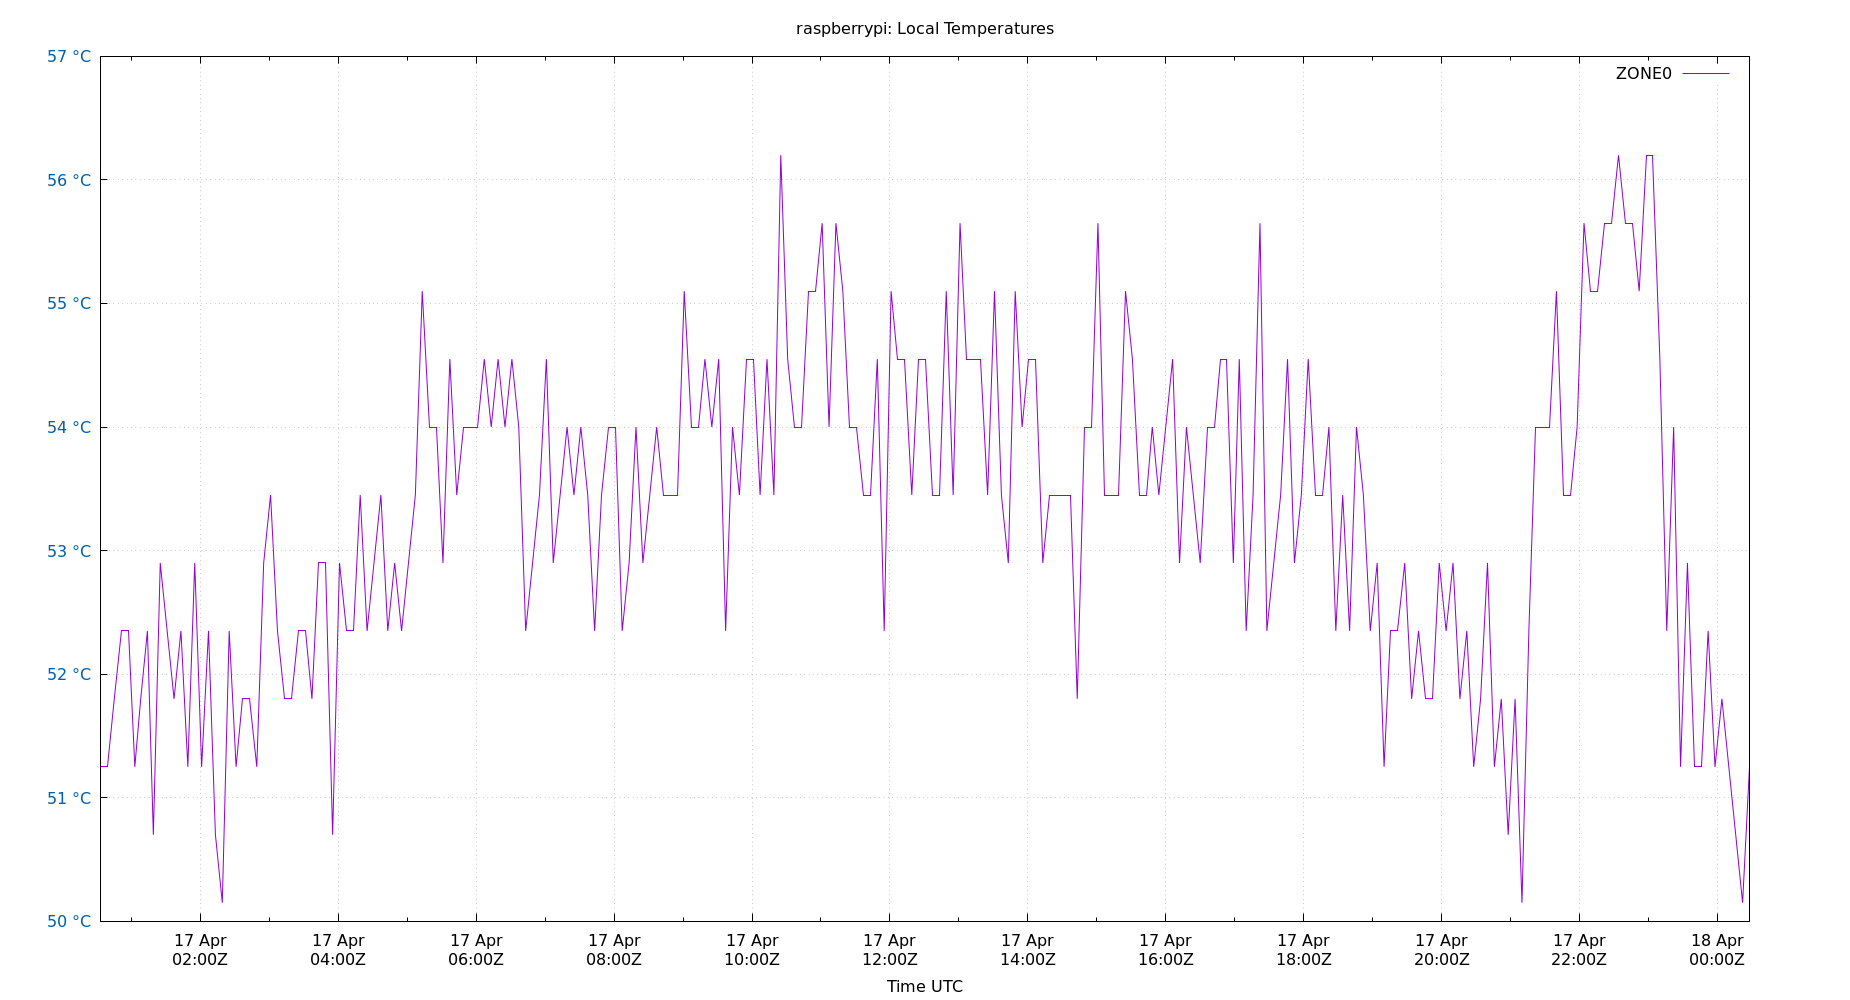 raspberrypi: Local Temperatures
57 °C
ZONE0
56 °C
55 °C
54 °C
53 °C
52 °C
51 °C
50 °C
17 Apr 17 Apr 17 Apr 17 Apr 17 Apr 17 Apr 17 Apr 17 Apr 17 Apr 17 Apr 17 Apr 18 Apr
02:00Z 04:00Z 06:00Z 08:00Z 10:00Z 12:00Z 14:00Z 16:00Z 18:00Z 20:00Z 22:00Z 00:00Z
Time UTC